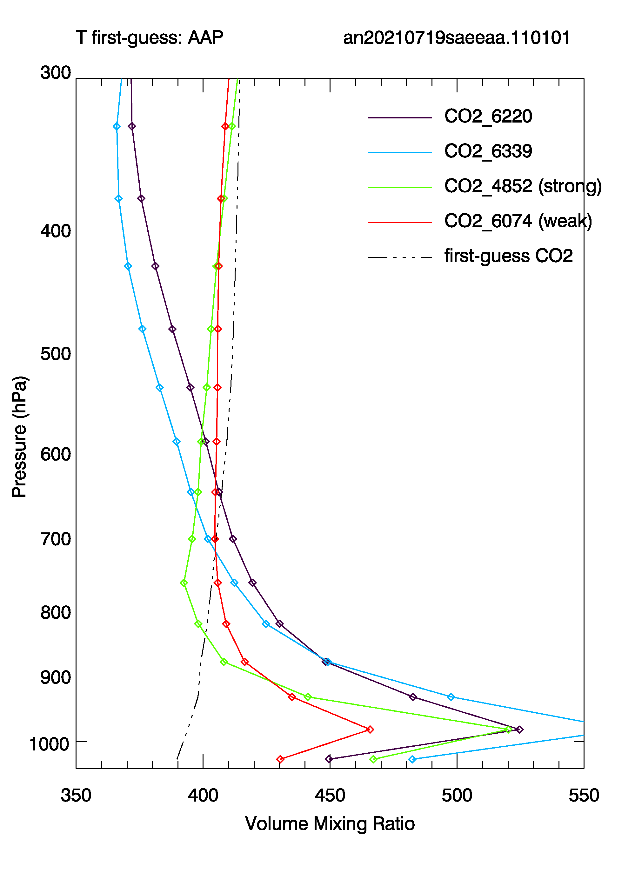 T first-guess: AAP
an20210719saeeaa.110101
300
400
500
600
700
800
900
1000
Pressure (hPa)
CO2_6220
CO2_6339
CO2_4852 (strong)
CO2_6074 (weak)
first-guess CO2
350
400
450
500
550
Volume Mixing Ratio